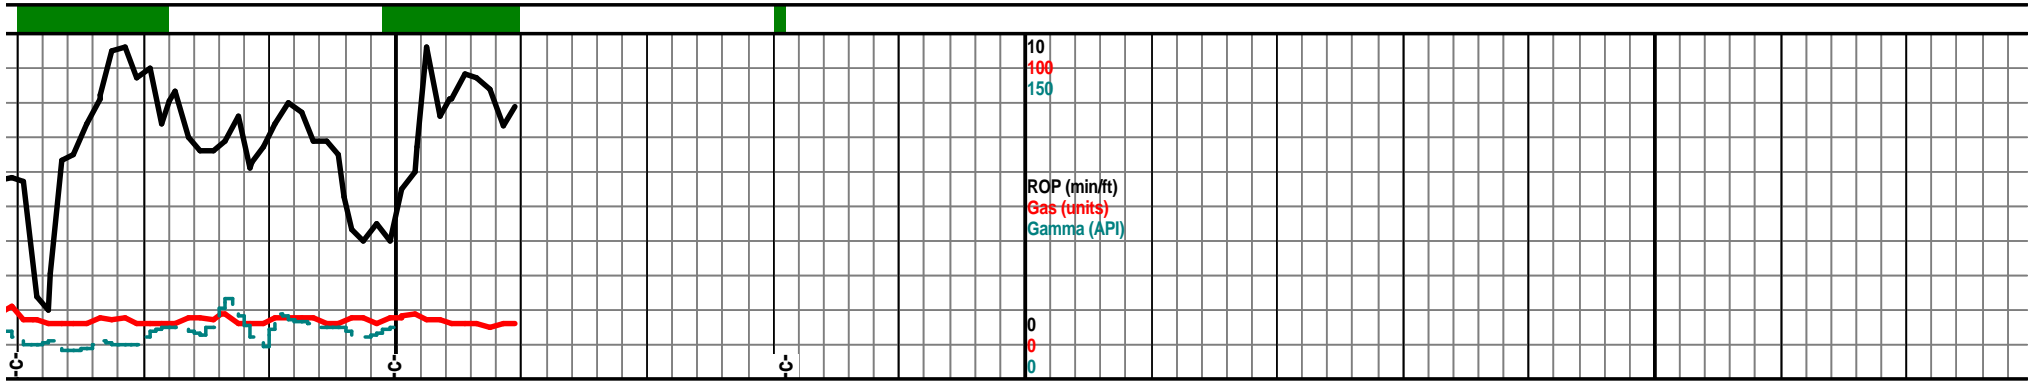 10
100
150
ROP (min/ft)
Gas (units)
Gamma (API)
0
0
0
-C-
-C-
-C-